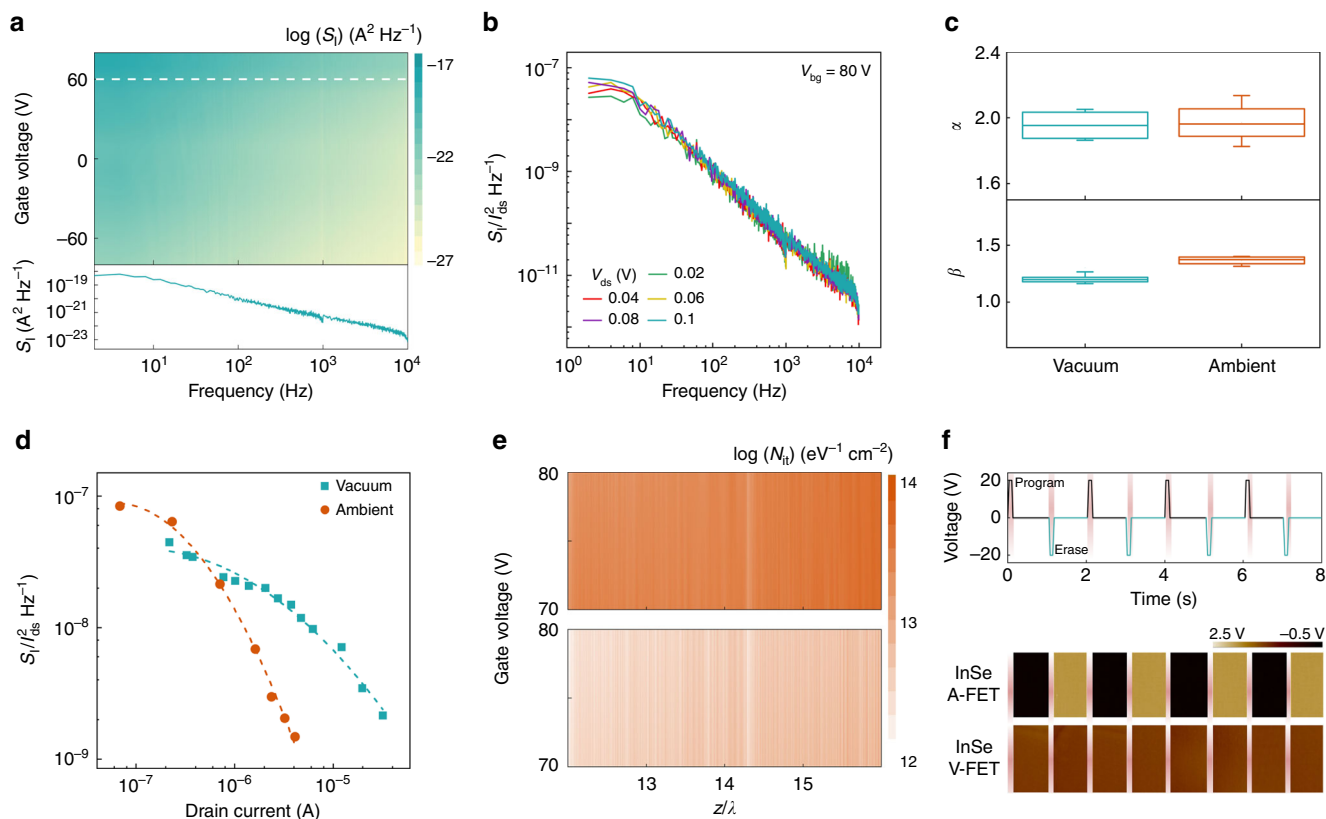 a
log (S_I) (A² Hz⁻¹)
Gate voltage (V)
60
0
−60
−17
−22
−27
S_I (A² Hz⁻¹)
10⁻¹⁹
10⁻²¹
10⁻²³
10¹
10²
10³
10⁴
Frequency (Hz)
b
V_bg = 80 V
S_I/I²_ds Hz⁻¹
10⁻⁷
10⁻⁹
10⁻¹¹
V_ds (V)
0.02
0.04
0.06
0.08
0.1
10⁰
10¹
10²
10³
10⁴
Frequency (Hz)
c
α
2.4
2.0
1.6
β
1.5
1.0
Vacuum
Ambient
d
S_I/I²_ds Hz⁻¹
10⁻⁷
10⁻⁸
10⁻⁹
Vacuum
Ambient
10⁻⁷
10⁻⁶
10⁻⁵
Drain current (A)
e
log (N_it) (eV⁻¹ cm⁻²)
Gate voltage (V)
80
70
80
70
14
13
12
13
14
15
z/λ
f
Voltage (V)
20
0
−20
Program
Erase
0
2
4
6
8
Time (s)
2.5 V
−0.5 V
InSe
A-FET
InSe
V-FET